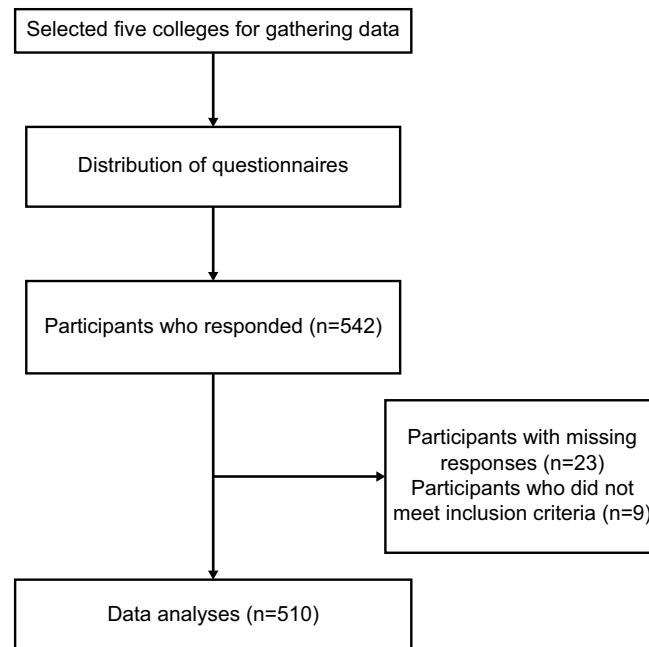 Selected five colleges for gathering data
Distribution of questionnaires
Participants who responded (n=542)
Participants with missing
responses (n=23)
Participants who did not
meet inclusion criteria (n=9)
Data analyses (n=510)